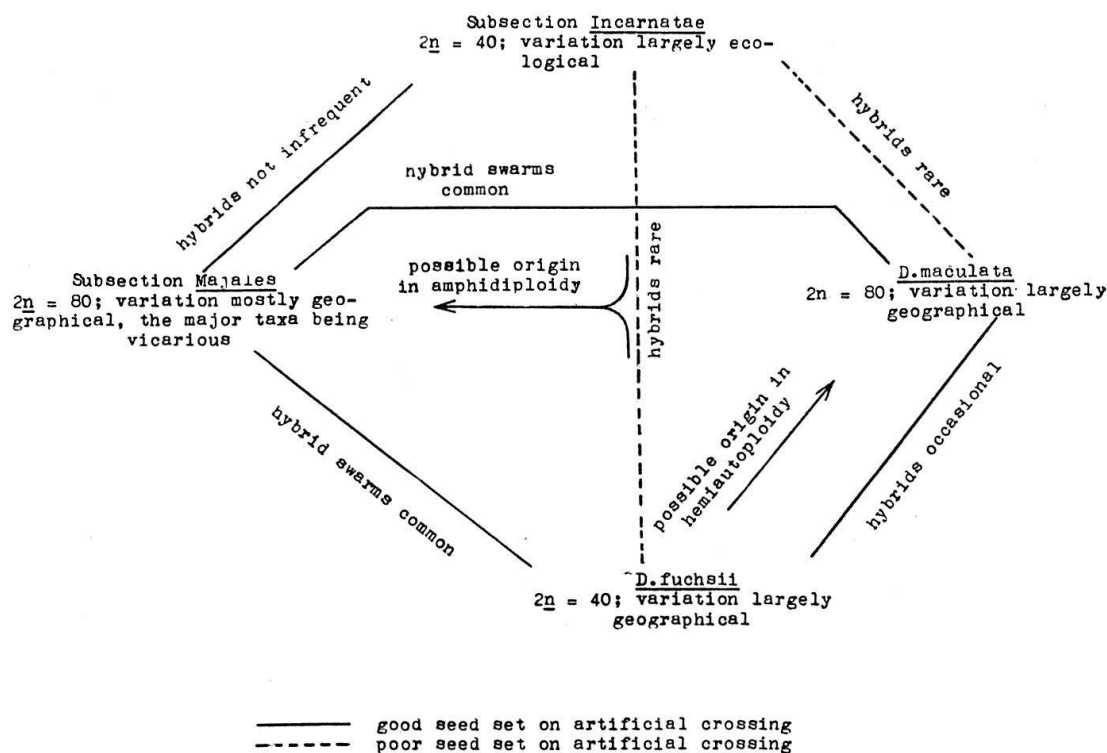 Subsection Incarnatae
2n = 40; variation largely eco-
logical
hybrids not infrequent
hybrids rare
nybrid swarms
common
hybrids rare
possible origin
in amphidiploidy
Subsection Majales
2n = 80; variation mostly geo-
graphical, the major taxa being
vicarious
D.maculata
2n = 80; variation largely
geographical
possible origin in
hemiautoploidy
hybrids occasional
hybrid swarms common
D.fuchsii
2n = 40; variation largely
geographical
good seed set on artificial crossing
poor seed set on artificial crossing